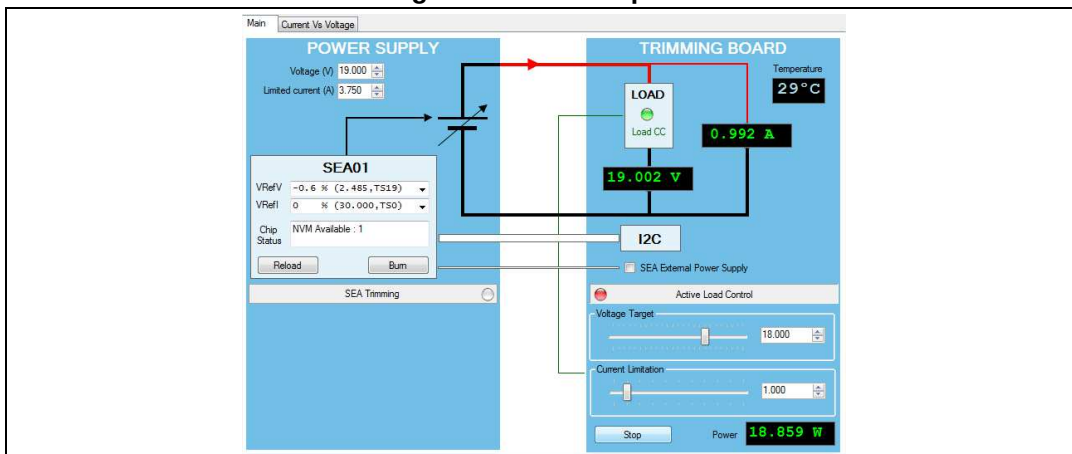 Main Current Vs Voltage
POWER SUPPLY
Voltage (V) 19.000
Limited current (A) 3.750
SEA01
VRefV -0.6 % (2.485,TS19)
VRefI 0 % (30.000,TS0)
Chip Status NVM Available : 1
Reload Burn
SEA Trimming
TRIMMING BOARD
Temperature
29°C
LOAD
Load CC
0.992 A
19.002 V
I2C
SEA External Power Supply
Active Load Control
Voltage Target
18.000
Current Limitation
1.000
Stop Power 18.859 W